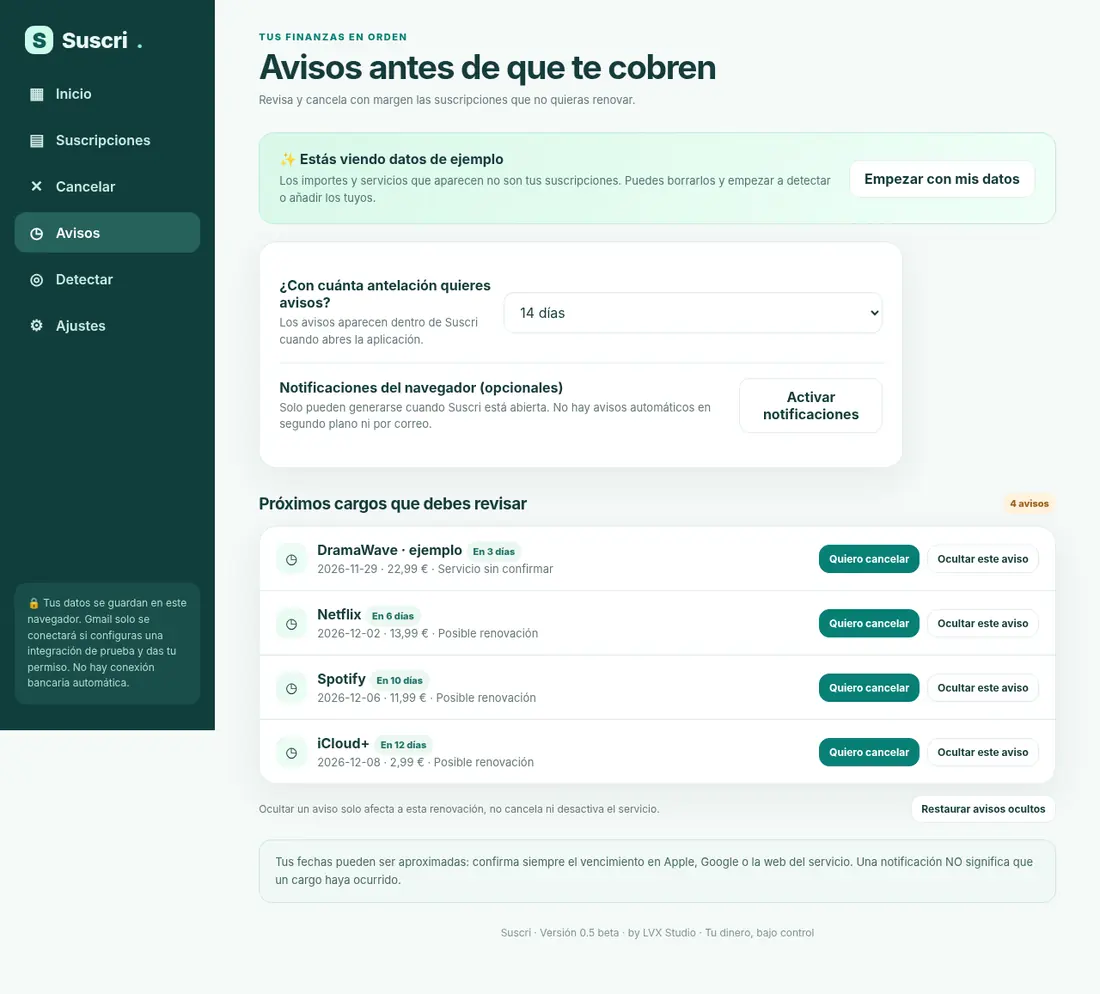 S Suscri .
Inicio
Suscripciones
Cancelar
Avisos
Detectar
Ajustes
🔒 Tus datos se guardan en este
navegador. Gmail solo se
conectará si configuras una
integración de prueba y das tu
permiso. No hay conexión
bancaria automática.
TUS FINANZAS EN ORDEN
Avisos antes de que te cobren
Revisa y cancela con margen las suscripciones que no quieras renovar.
✨ Estás viendo datos de ejemplo
Los importes y servicios que aparecen no son tus suscripciones. Puedes borrarlos y empezar a detectar
o añadir los tuyos.
Empezar con mis datos
¿Con cuánta antelación quieres
avisos?
Los avisos aparecen dentro de Suscri
cuando abres la aplicación.
14 días
Notificaciones del navegador (opcionales)
Solo pueden generarse cuando Suscri está abierta. No hay avisos automáticos en
segundo plano ni por correo.
Activar
notificaciones
Próximos cargos que debes revisar
4 avisos
DramaWave · ejemplo En 3 días
2026-11-29 · 22,99 € · Servicio sin confirmar
Quiero cancelar Ocultar este aviso
Netflix En 6 días
2026-12-02 · 13,99 € · Posible renovación
Quiero cancelar Ocultar este aviso
Spotify En 10 días
2026-12-06 · 11,99 € · Posible renovación
Quiero cancelar Ocultar este aviso
iCloud+ En 12 días
2026-12-08 · 2,99 € · Posible renovación
Quiero cancelar Ocultar este aviso
Ocultar un aviso solo afecta a esta renovación, no cancela ni desactiva el servicio.
Restaurar avisos ocultos
Tus fechas pueden ser aproximadas: confirma siempre el vencimiento en Apple, Google o la web del servicio. Una notificación NO significa que
un cargo haya ocurrido.
Suscri · Versión 0.5 beta · by LVX Studio · Tu dinero, bajo control